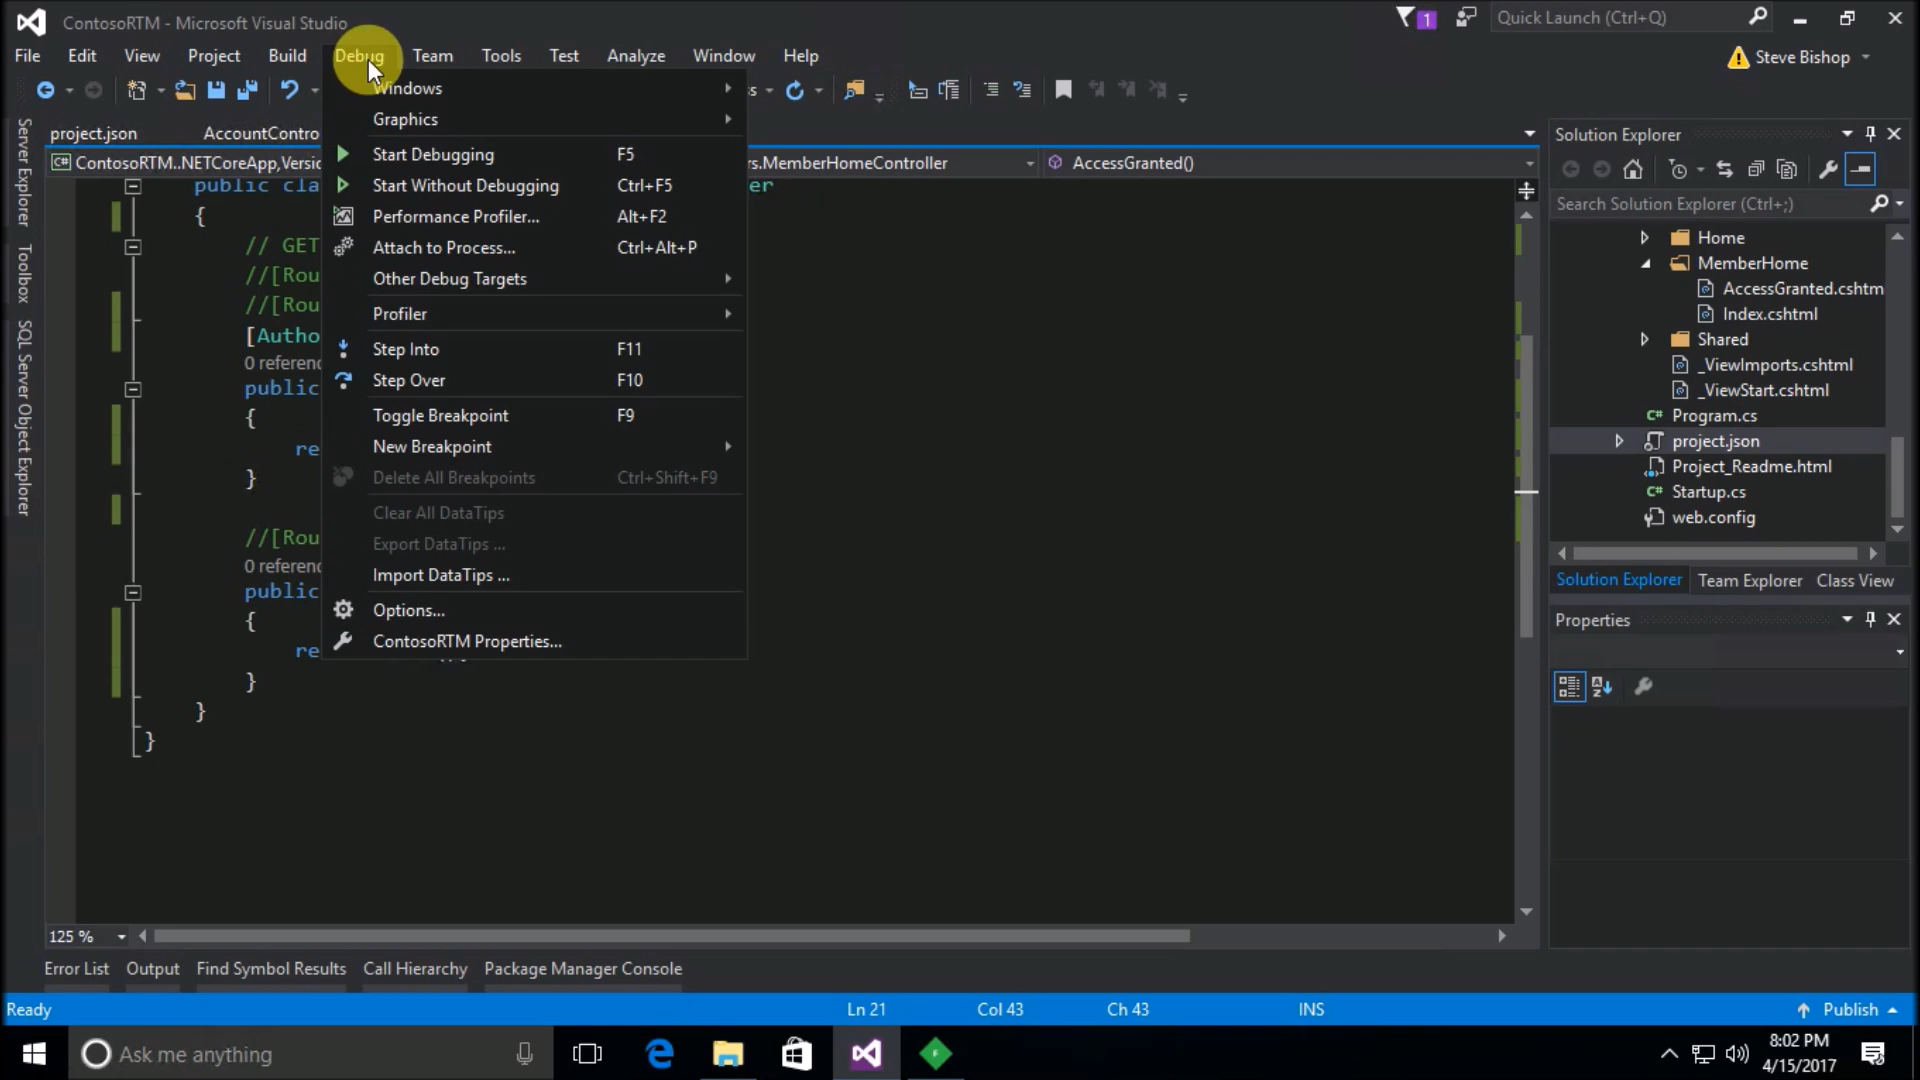 ContosoRTM - Microsoft Visual Studio
1
Quick Launch (Ctrl+Q)
File Edit View Project Build Debug Team Tools Test Analyze Window Help
Steve Bishop
project.json AccountContro
Solution Explorer
ContosoRTM..NETCoreApp,Versio
s.MemberHomeController
AccessGranted()
Search Solution Explorer (Ctrl+;)
Windows
Graphics
Start Debugging F5
Start Without Debugging Ctrl+F5
Performance Profiler... Alt+F2
Attach to Process... Ctrl+Alt+P
Other Debug Targets
Profiler
Step Into F11
Step Over F10
Toggle Breakpoint F9
New Breakpoint
Delete All Breakpoints Ctrl+Shift+F9
Clear All DataTips
Export DataTips ...
Import DataTips ...
Options...
ContosoRTM Properties...
public cla
er
{
// GET
//[Rou
//[Rou
[Autho
0 referenc
public
{
re
}
//[Rou
0 referenc
public
{
re
}
}
}
Server Explorer
Toolbox
SQL Server Object Explorer
Home
MemberHome
AccessGranted.cshtm
Index.cshtml
Shared
_ViewImports.cshtml
_ViewStart.cshtml
Program.cs
project.json
Project_Readme.html
Startup.cs
web.config
Solution Explorer Team Explorer Class View
Properties
125 %
Error List Output Find Symbol Results Call Hierarchy Package Manager Console
Ready Ln 21 Col 43 Ch 43 INS Publish
Ask me anything
8:02 PM
4/15/2017